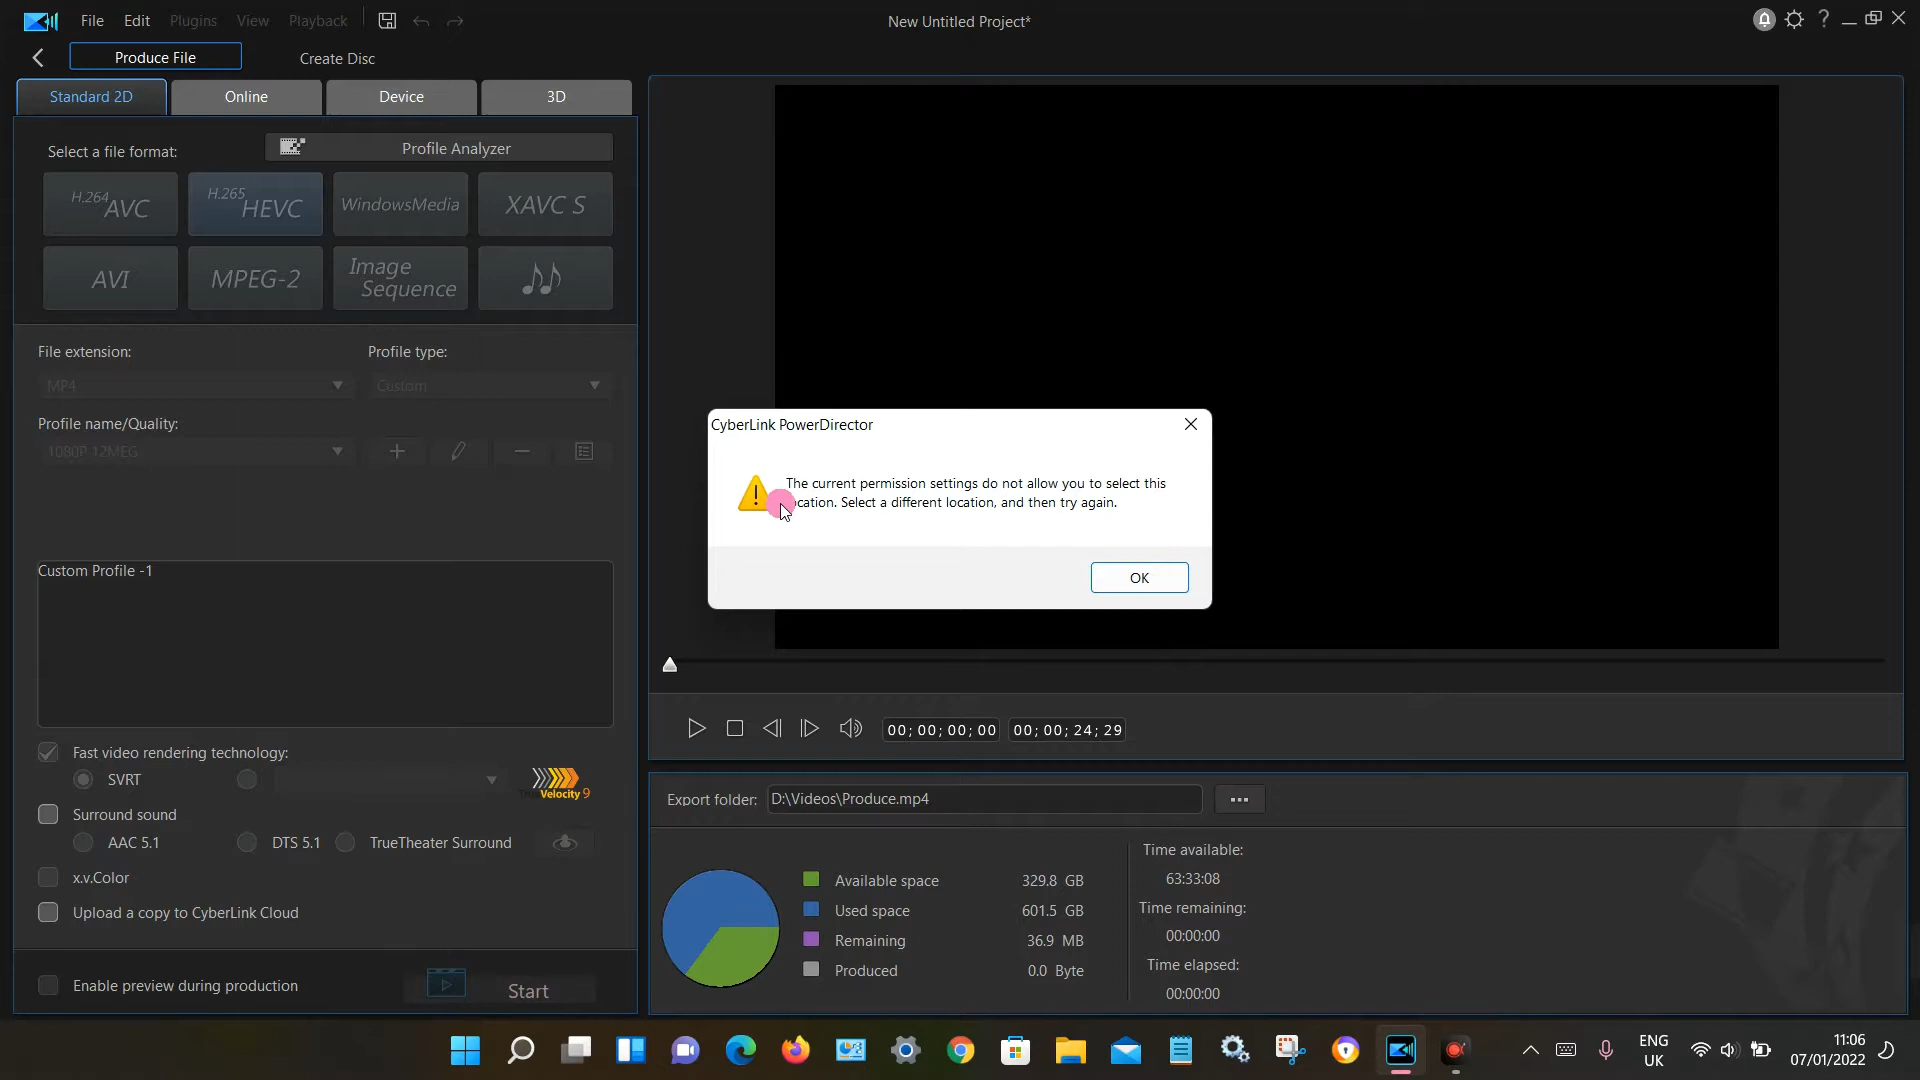 File Edit Plugins View Playback
New Untitled Project*
Produce File
Create Disc
Standard 2D
Online
Device
3D
Select a file format:
Profile Analyzer
H.264 AVC
H.265 HEVC
WindowsMedia
XAVC S
AVI
MPEG-2
Image Sequence
File extension:
Profile type:
MP4
Custom
Profile name/Quality:
1080P-12MEG
Custom Profile -1
Fast video rendering technology:
SVRT
Velocity 9
Surround sound
AAC 5.1
DTS 5.1
TrueTheater Surround
x.v.Color
Upload a copy to CyberLink Cloud
Enable preview during production
Start
CyberLink PowerDirector
The current permission settings do not allow you to select this
cation. Select a different location, and then try again.
OK
00; 00; 00; 00
00; 00; 24; 29
Export folder:
D:\Videos\Produce.mp4
...
Available space 329.8 GB
Used space 601.5 GB
Remaining 36.9 MB
Produced 0.0 Byte
Time available:
63:33:08
Time remaining:
00:00:00
Time elapsed:
00:00:00
ENG
UK
11:06
07/01/2022